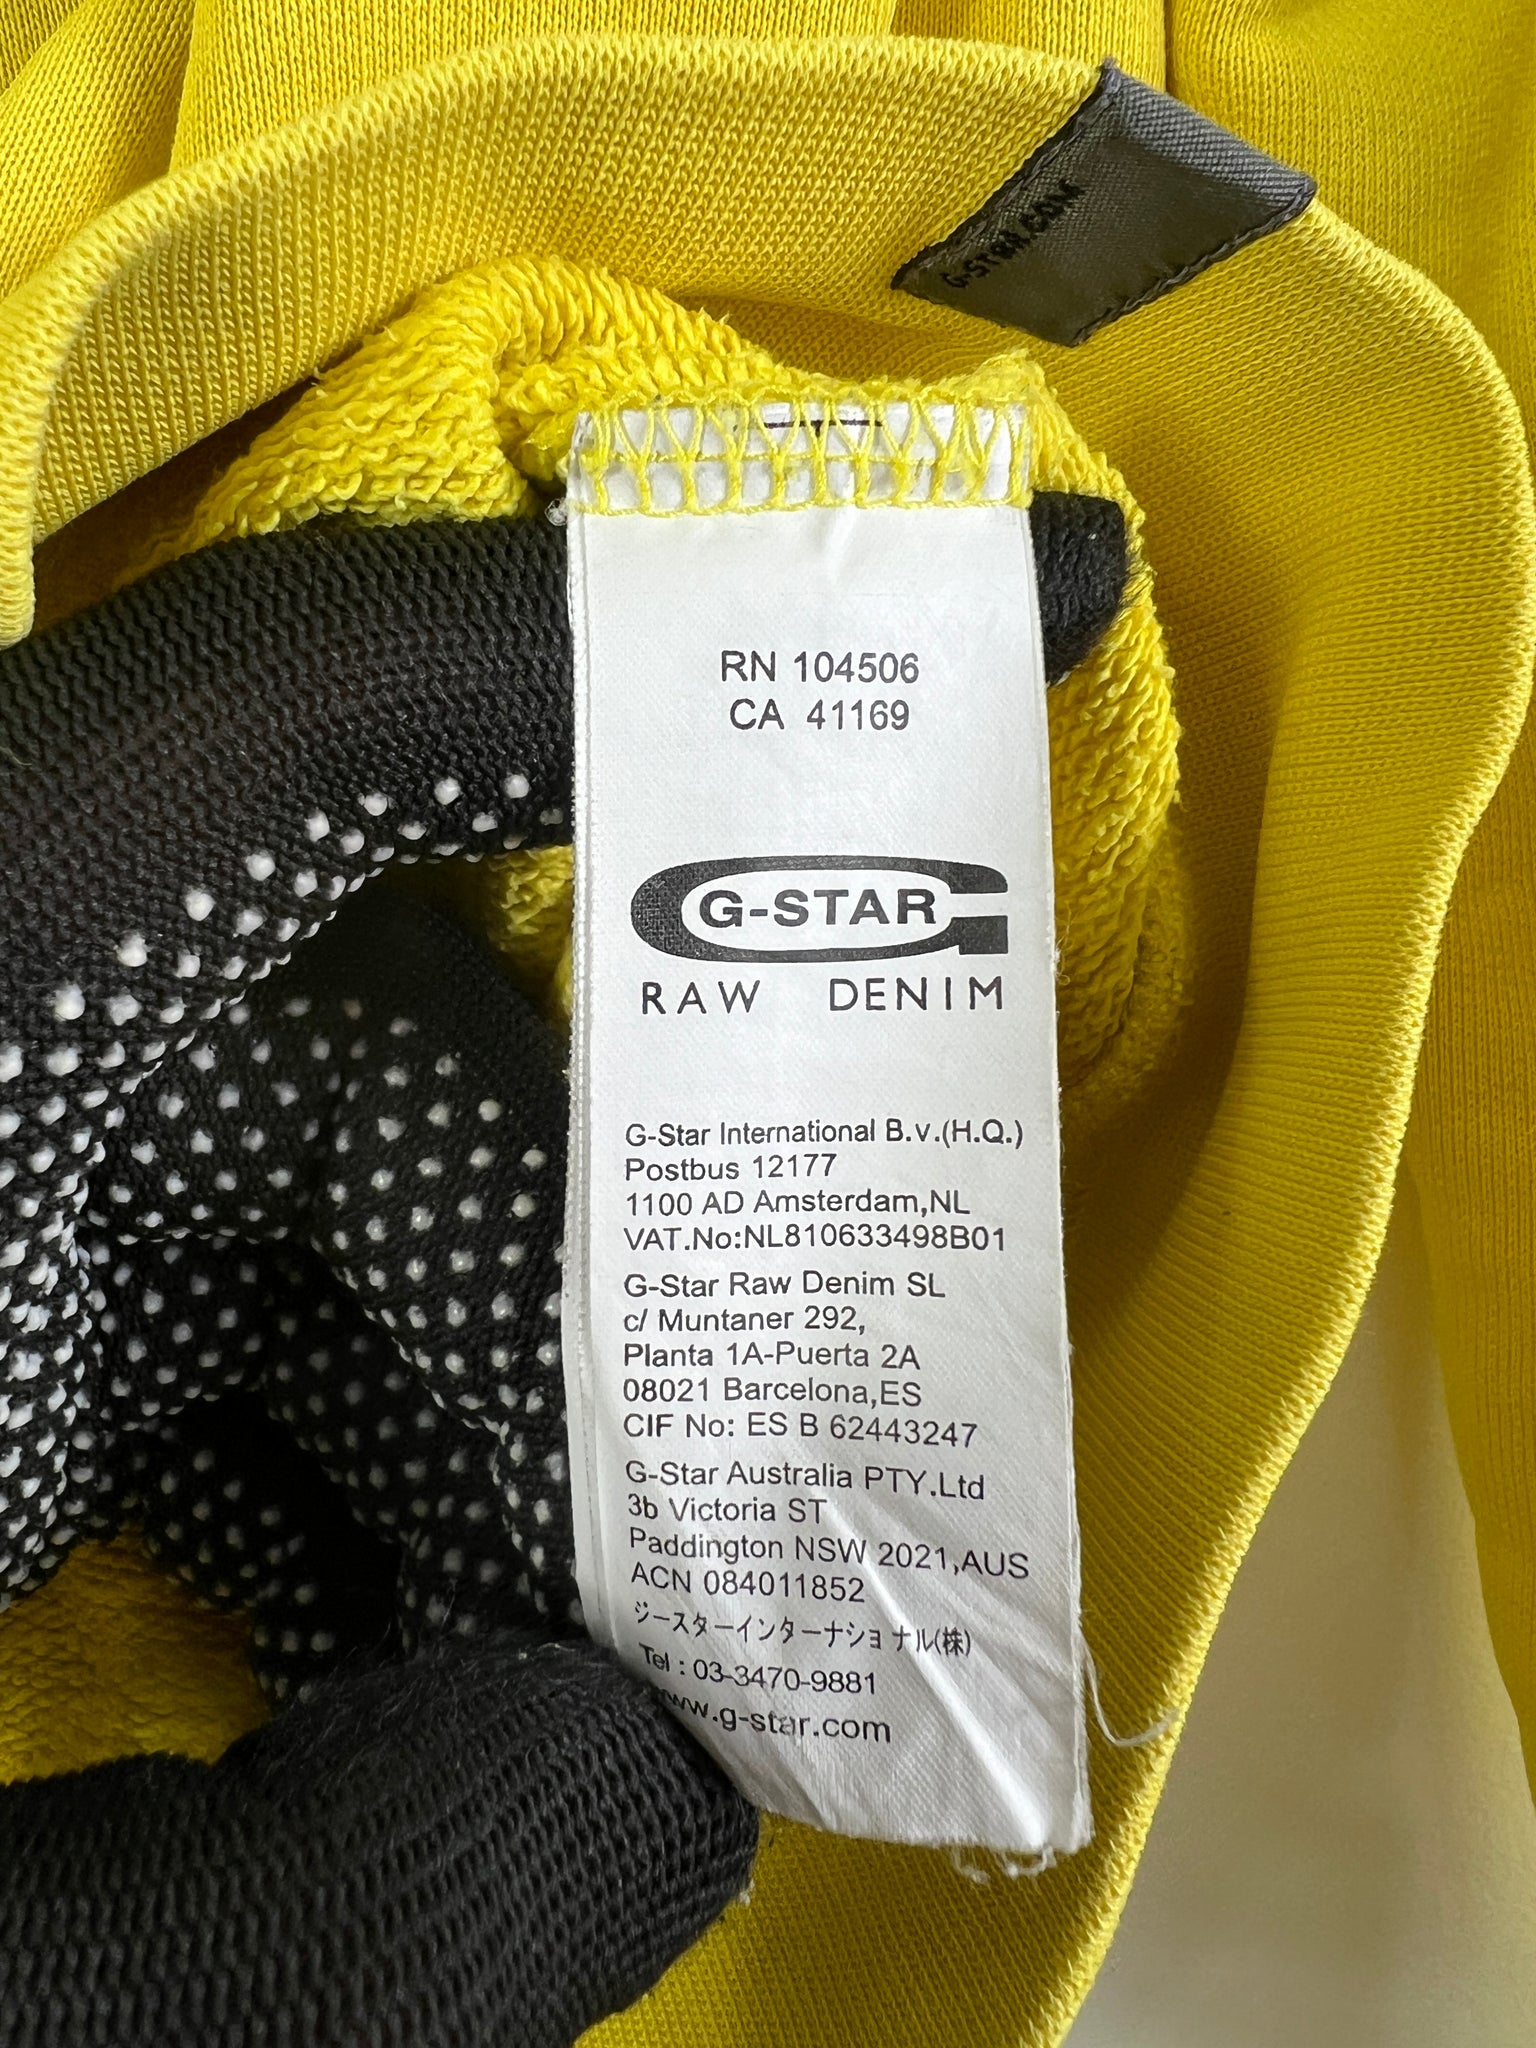 G-STAR.COM
RN 104506
CA 41169
G-STAR
RAW DENIM
G-Star International B.v.(H.Q.)
Postbus 12177
1100 AD Amsterdam,NL
VAT.No:NL810633498B01
G-Star Raw Denim SL
c/ Muntaner 292,
Planta 1A-Puerta 2A
08021 Barcelona,ES
CIF No: ES B 62443247
G-Star Australia PTY.Ltd
3b Victoria ST
Paddington NSW 2021,AUS
ACN 084011852
ジースターインターナショナル(株)
Tel : 03-3470-9881
www.g-star.com